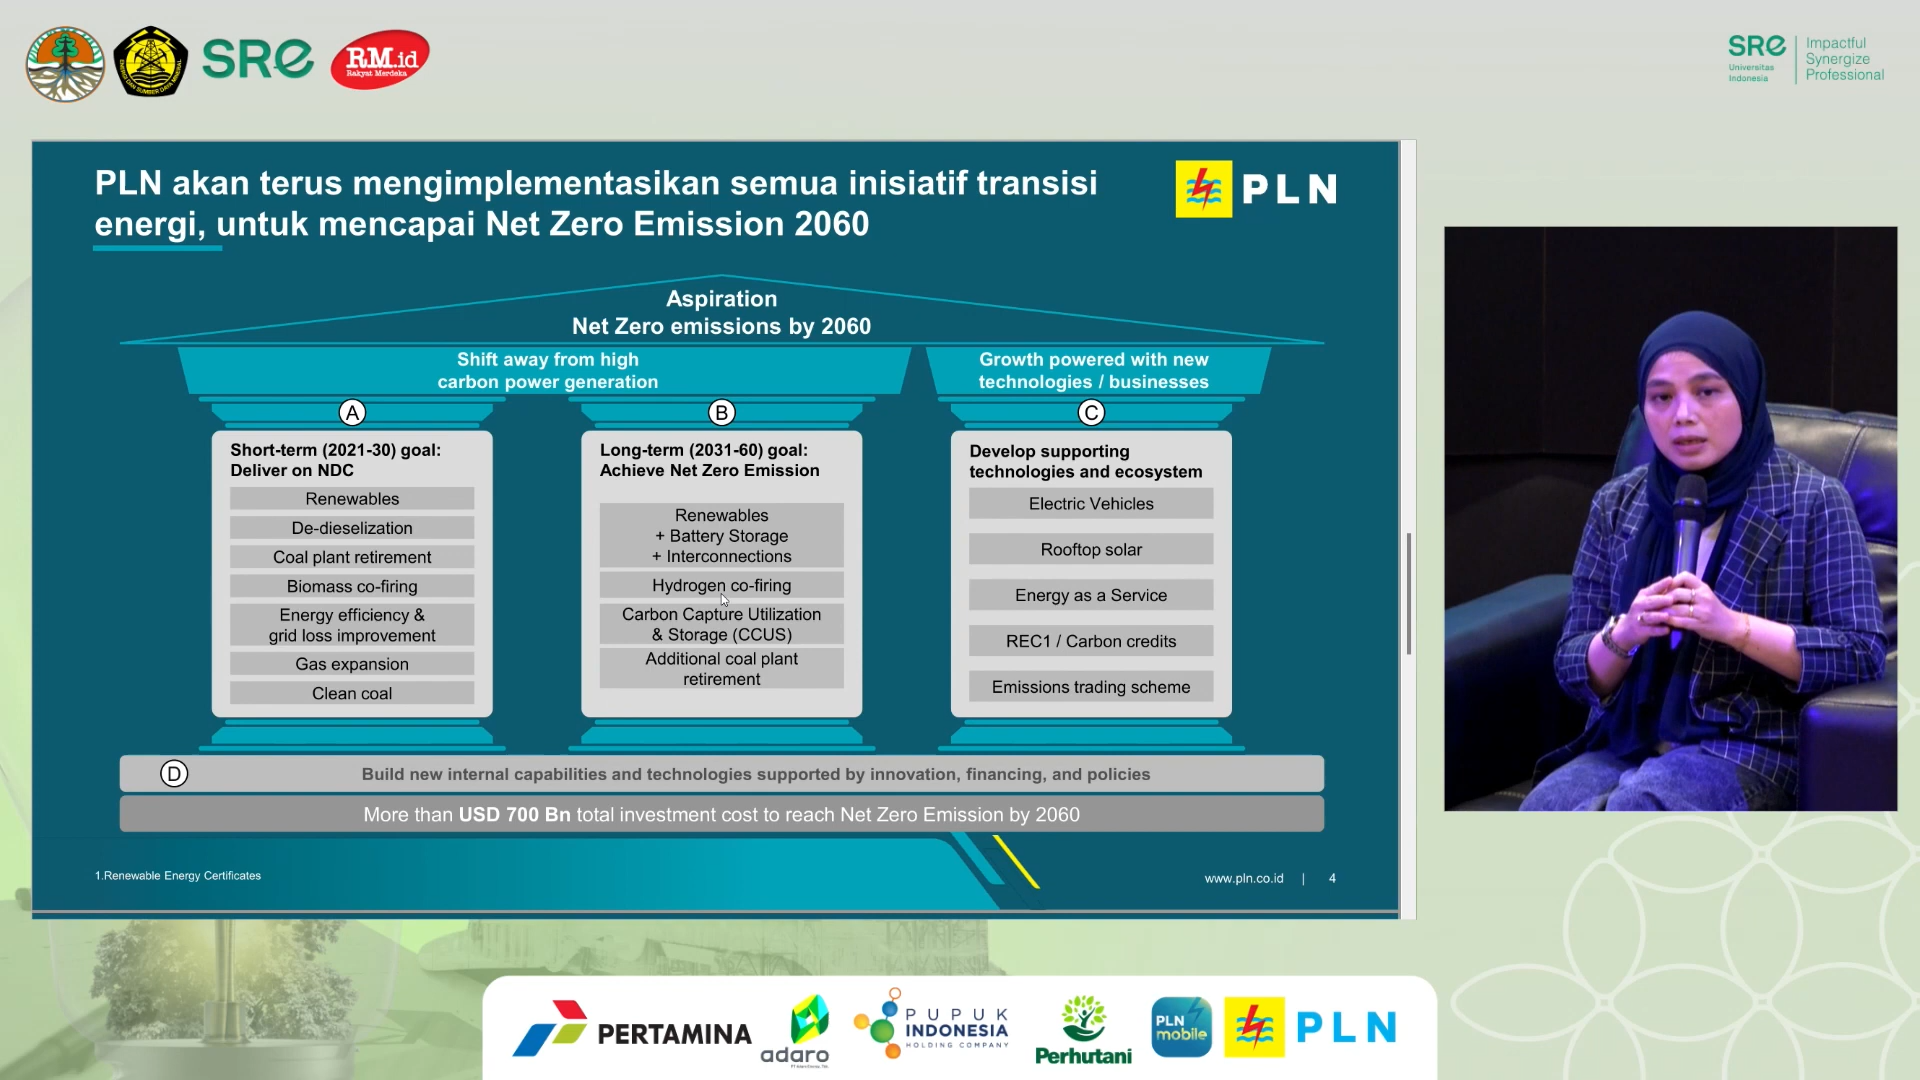 SRE
RM.id
Rakyat Merdeka
SRE
Universitas
Indonesia
Impactful
Synergize
Professional
PLN akan terus mengimplementasikan semua inisiatif transisi
energi, untuk mencapai Net Zero Emission 2060
PLN
Aspiration
Net Zero emissions by 2060
Shift away from high
carbon power generation
Growth powered with new
technologies / businesses
A
Short-term (2021-30) goal:
Deliver on NDC
Renewables
De-dieselization
Coal plant retirement
Biomass co-firing
Energy efficiency &
grid loss improvement
Gas expansion
Clean coal
B
Long-term (2031-60) goal:
Achieve Net Zero Emission
Renewables
+ Battery Storage
+ Interconnections
Hydrogen co-firing
Carbon Capture Utilization
& Storage (CCUS)
Additional coal plant
retirement
C
Develop supporting
technologies and ecosystem
Electric Vehicles
Rooftop solar
Energy as a Service
REC1 / Carbon credits
Emissions trading scheme
D
Build new internal capabilities and technologies supported by innovation, financing, and policies
More than USD 700 Bn total investment cost to reach Net Zero Emission by 2060
1.Renewable Energy Certificates
www.pln.co.id | 4
PERTAMINA
adaro
PUPUK
INDONESIA
HOLDING COMPANY
Perhutani
PLN
mobile
PLN